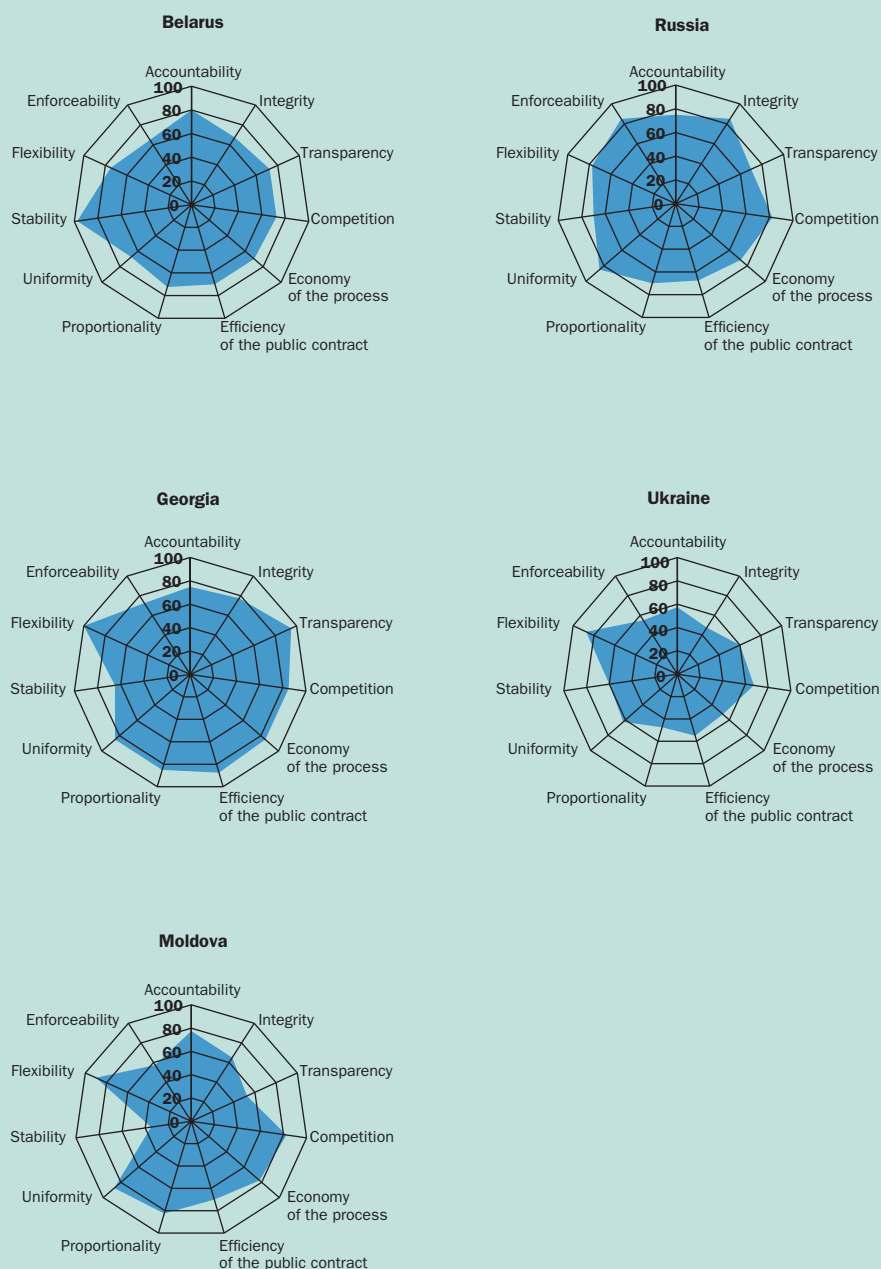 Belarus
Accountability
Integrity
Transparency
Competition
Economy
of the process
Efficiency
of the public contract
Proportionality
Uniformity
Stability
Flexibility
Enforceability
100
80
60
40
20
0
Russia
Accountability
Integrity
Transparency
Competition
Economy
of the process
Efficiency
of the public contract
Proportionality
Uniformity
Stability
Flexibility
Enforceability
100
80
60
40
20
0
Georgia
Accountability
Integrity
Transparency
Competition
Economy
of the process
Efficiency
of the public contract
Proportionality
Uniformity
Stability
Flexibility
Enforceability
100
80
60
40
20
0
Ukraine
Accountability
Integrity
Transparency
Competition
Economy
of the process
Efficiency
of the public contract
Proportionality
Uniformity
Stability
Flexibility
Enforceability
100
80
60
40
20
0
Moldova
Accountability
Integrity
Transparency
Competition
Economy
of the process
Efficiency
of the public contract
Proportionality
Uniformity
Stability
Flexibility
Enforceability
100
80
60
40
20
0